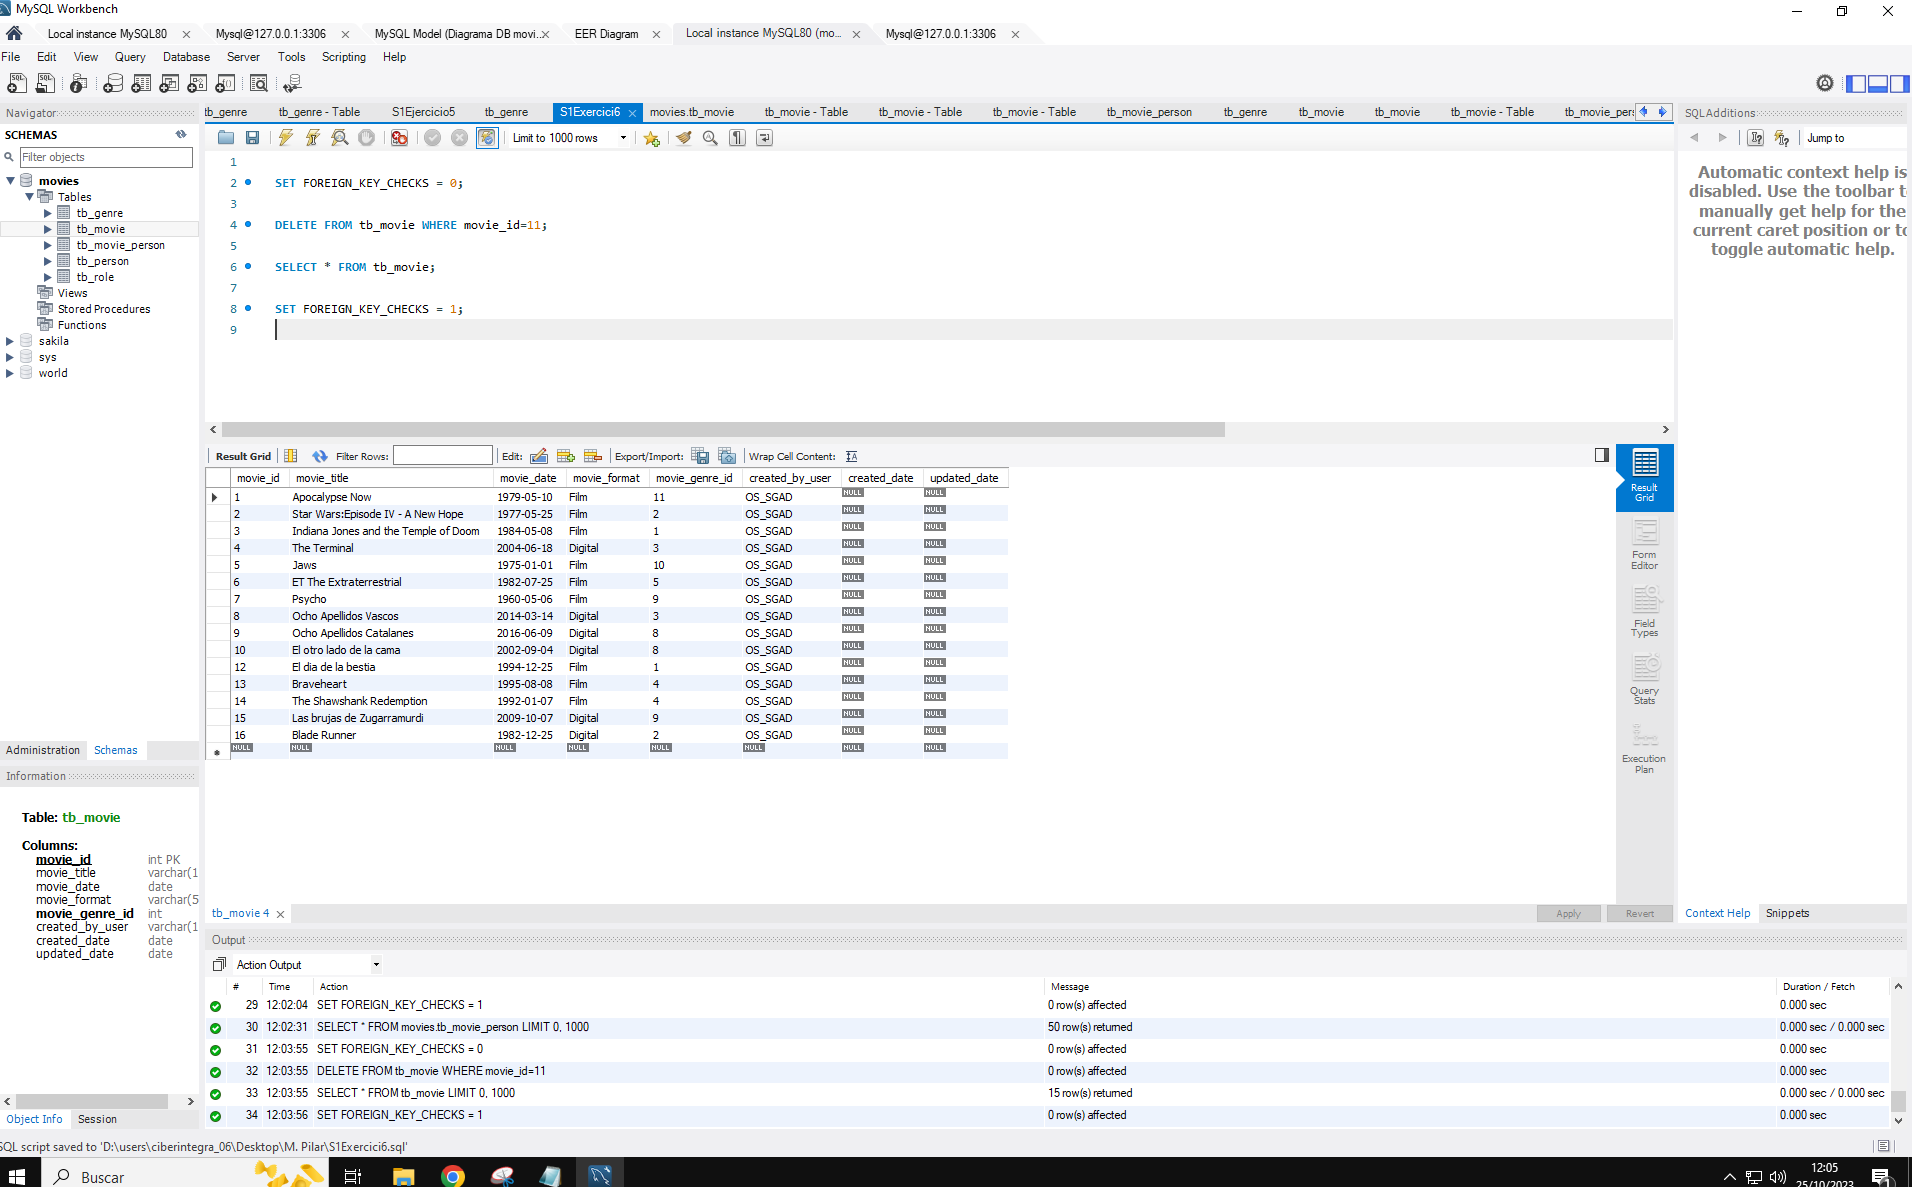 MySQL Workbench
Local instance MySQL80 Mysql@127.0.0.1:3306 MySQL Model (Diagrama DB movi... EER Diagram Local instance MySQL80 (mo... Mysql@127.0.0.1:3306
File Edit View Query Database Server Tools Scripting Help
Navigator
SCHEMAS
Filter objects
movies
Tables
tb_genre
tb_movie
tb_movie_person
tb_person
tb_role
Views
Stored Procedures
Functions
sakila
sys
world
Administration Schemas
Information
Table: tb_movie
Columns:
movie_id int PK
movie_title varchar(1
movie_date date
movie_format varchar(5
movie_genre_id int
created_by_user varchar(1
created_date date
updated_date date
Object Info Session
tb_genre tb_genre - Table S1Ejercicio5 tb_genre S1Exercici6 movies.tb_movie tb_movie - Table tb_movie - Table tb_movie - Table tb_movie_person tb_genre tb_movie tb_movie tb_movie - Table tb_movie_pers
Limit to 1000 rows
1
2 SET FOREIGN_KEY_CHECKS = 0;
3
4 DELETE FROM tb_movie WHERE movie_id=11;
5
6 SELECT * FROM tb_movie;
7
8 SET FOREIGN_KEY_CHECKS = 1;
9
Result Grid Filter Rows: Edit: Export/Import: Wrap Cell Content:
movie_id movie_title movie_date movie_format movie_genre_id created_by_user created_date updated_date
1 Apocalypse Now 1979-05-10 Film 11 OS_SGAD NULL NULL
2 Star Wars:Episode IV - A New Hope 1977-05-25 Film 2 OS_SGAD NULL NULL
3 Indiana Jones and the Temple of Doom 1984-05-08 Film 1 OS_SGAD NULL NULL
4 The Terminal 2004-06-18 Digital 3 OS_SGAD NULL NULL
5 Jaws 1975-01-01 Film 10 OS_SGAD NULL NULL
6 ET The Extraterrestrial 1982-07-25 Film 5 OS_SGAD NULL NULL
7 Psycho 1960-05-06 Film 9 OS_SGAD NULL NULL
8 Ocho Apellidos Vascos 2014-03-14 Digital 3 OS_SGAD NULL NULL
9 Ocho Apellidos Catalanes 2016-06-09 Digital 8 OS_SGAD NULL NULL
10 El otro lado de la cama 2002-09-04 Digital 8 OS_SGAD NULL NULL
12 El dia de la bestia 1994-12-25 Film 1 OS_SGAD NULL NULL
13 Braveheart 1995-08-08 Film 4 OS_SGAD NULL NULL
14 The Shawshank Redemption 1992-01-07 Film 4 OS_SGAD NULL NULL
15 Las brujas de Zugarramurdi 2009-10-07 Digital 9 OS_SGAD NULL NULL
16 Blade Runner 1982-12-25 Digital 2 OS_SGAD NULL NULL
NULL NULL NULL NULL NULL NULL NULL NULL
Result Grid
Form Editor
Field Types
Query Stats
Execution Plan
tb_movie 4 Apply Revert
SQLAdditions
Jump to
Automatic context help is
disabled. Use the toolbar t
manually get help for the
current caret position or to
toggle automatic help.
Context Help Snippets
Output
Action Output
# Time Action Message Duration / Fetch
29 12:02:04 SET FOREIGN_KEY_CHECKS = 1 0 row(s) affected 0.000 sec
30 12:02:31 SELECT * FROM movies.tb_movie_person LIMIT 0, 1000 50 row(s) returned 0.000 sec / 0.000 sec
31 12:03:55 SET FOREIGN_KEY_CHECKS = 0 0 row(s) affected 0.000 sec
32 12:03:55 DELETE FROM tb_movie WHERE movie_id=11 0 row(s) affected 0.000 sec
33 12:03:55 SELECT * FROM tb_movie LIMIT 0, 1000 15 row(s) returned 0.000 sec / 0.000 sec
34 12:03:56 SET FOREIGN_KEY_CHECKS = 1 0 row(s) affected 0.000 sec
SQL script saved to 'D:\users\ciberintegra_06\Desktop\M. Pilar\S1Exercici6.sql'
Buscar
12:05
25/10/2023